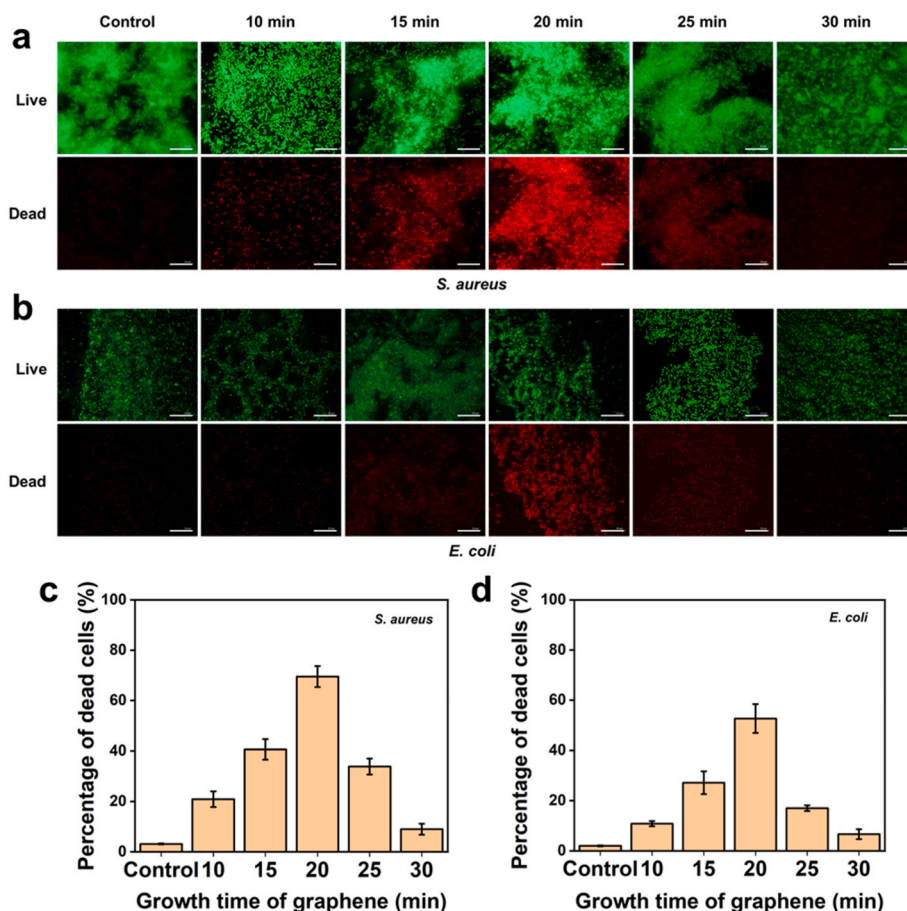 a
Control 10 min 15 min 20 min 25 min 30 min
Live
Dead
S. aureus
b
Live
Dead
E. coli
c
Percentage of dead cells (%)
100
80
60
40
20
0
S. aureus
Control 10 15 20 25 30
Growth time of graphene (min)
d
Percentage of dead cells (%)
100
80
60
40
20
0
E. coli
Control 10 15 20 25 30
Growth time of graphene (min)